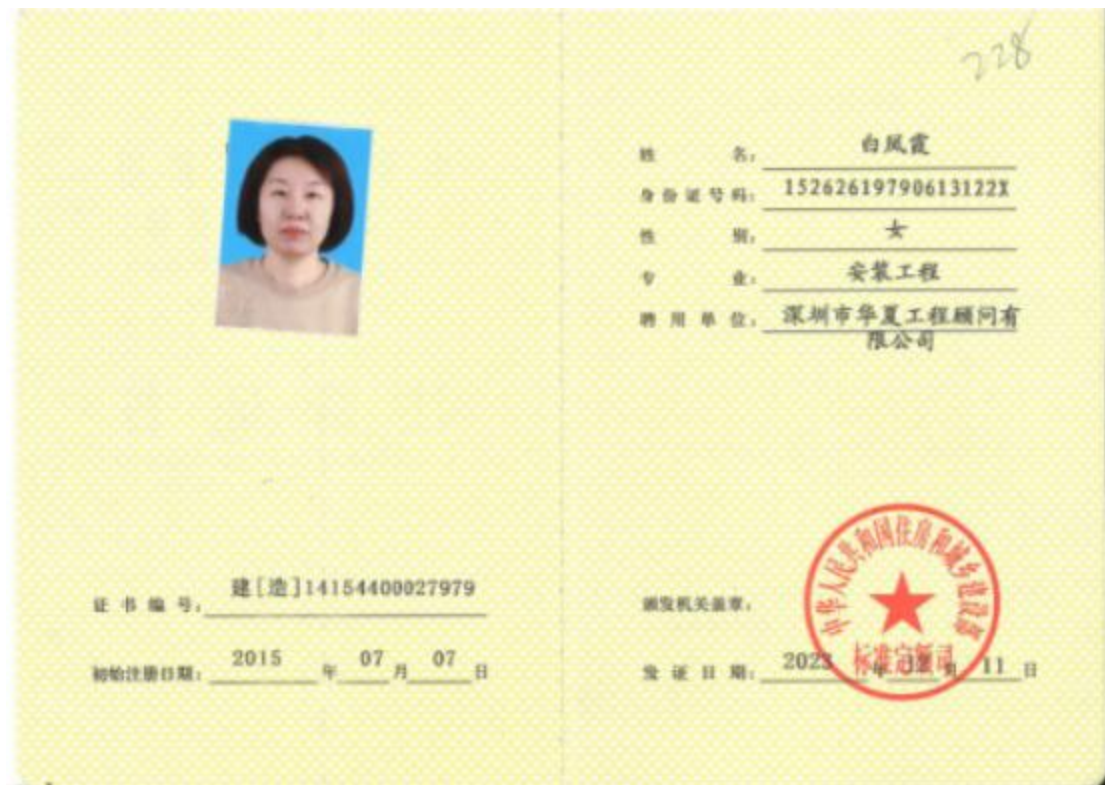 228
姓 名: 白凤霞
身份证号码: 15262619790613122X
性 别: 女
专 业: 安装工程
聘用单位: 深圳市华夏工程顾问有
限公司
证书编号: 建[造]14154400027979
初始注册日期: 2015 年 07 月 07 日
颁发机关盖章:
中华人民共和国住房和城乡建设部
标准定额司
发证日期: 2023 年 月 11 日